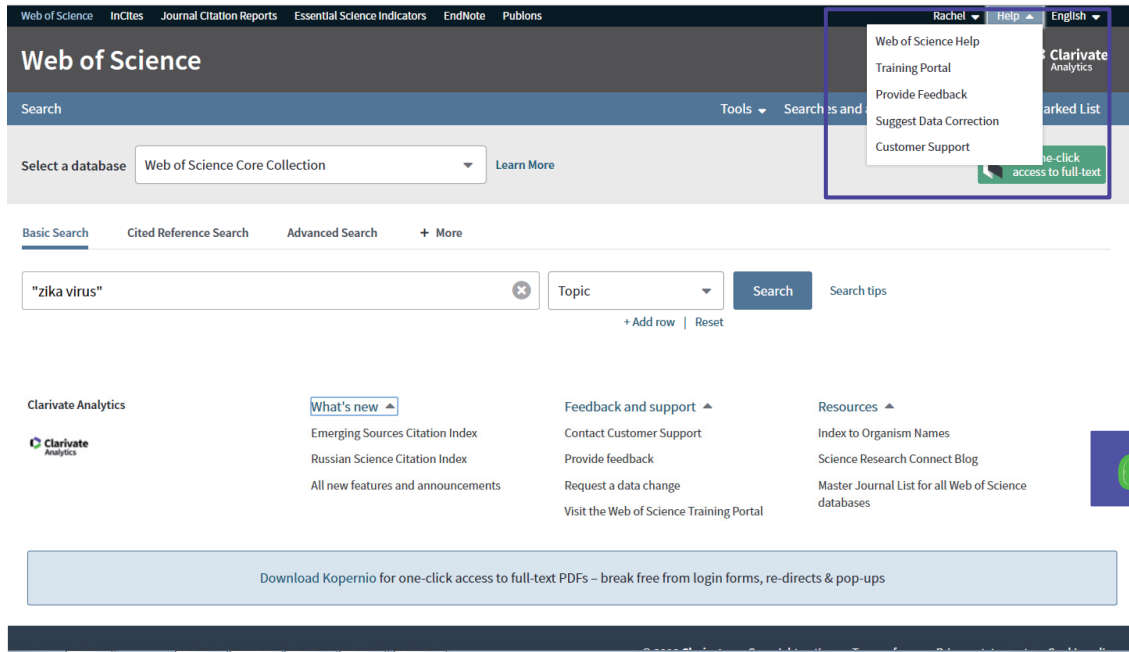 Web of Science InCites Journal Citation Reports Essential Science Indicators EndNote Publons Rachel Help English
Web of Science
Clarivate
Analytics
Web of Science Help
Training Portal
Provide Feedback
Suggest Data Correction
Customer Support
Search Tools Searches and a arked List
Select a database Web of Science Core Collection Learn More
ne-click
access to full-text
Basic Search Cited Reference Search Advanced Search + More
"zika virus" Topic Search Search tips
+ Add row | Reset
Clarivate Analytics
Clarivate
Analytics
What's new
Emerging Sources Citation Index
Russian Science Citation Index
All new features and announcements
Feedback and support
Contact Customer Support
Provide feedback
Request a data change
Visit the Web of Science Training Portal
Resources
Index to Organism Names
Science Research Connect Blog
Master Journal List for all Web of Science
databases
Download Kopernio for one-click access to full-text PDFs – break free from login forms, re-directs & pop-ups